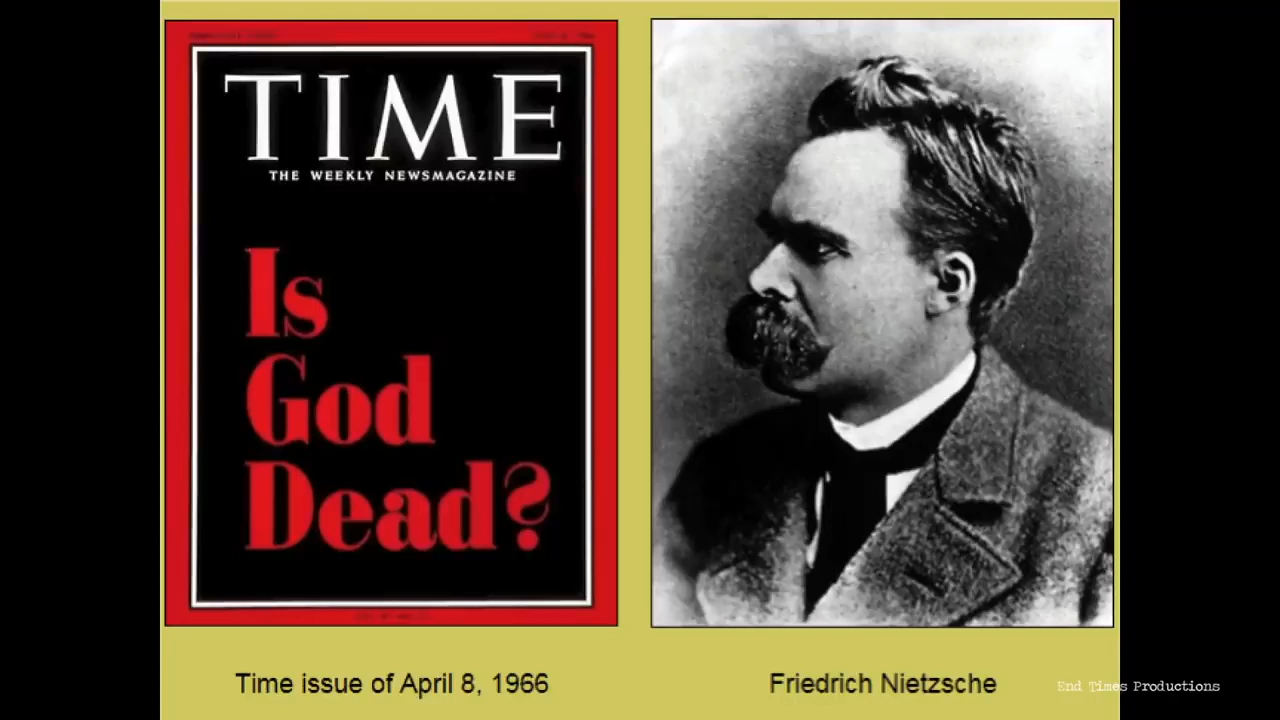 TIME
THE WEEKLY NEWSMAGAZINE
Is
God
Dead?
Time issue of April 8, 1966
Friedrich Nietzsche
End Times Productions